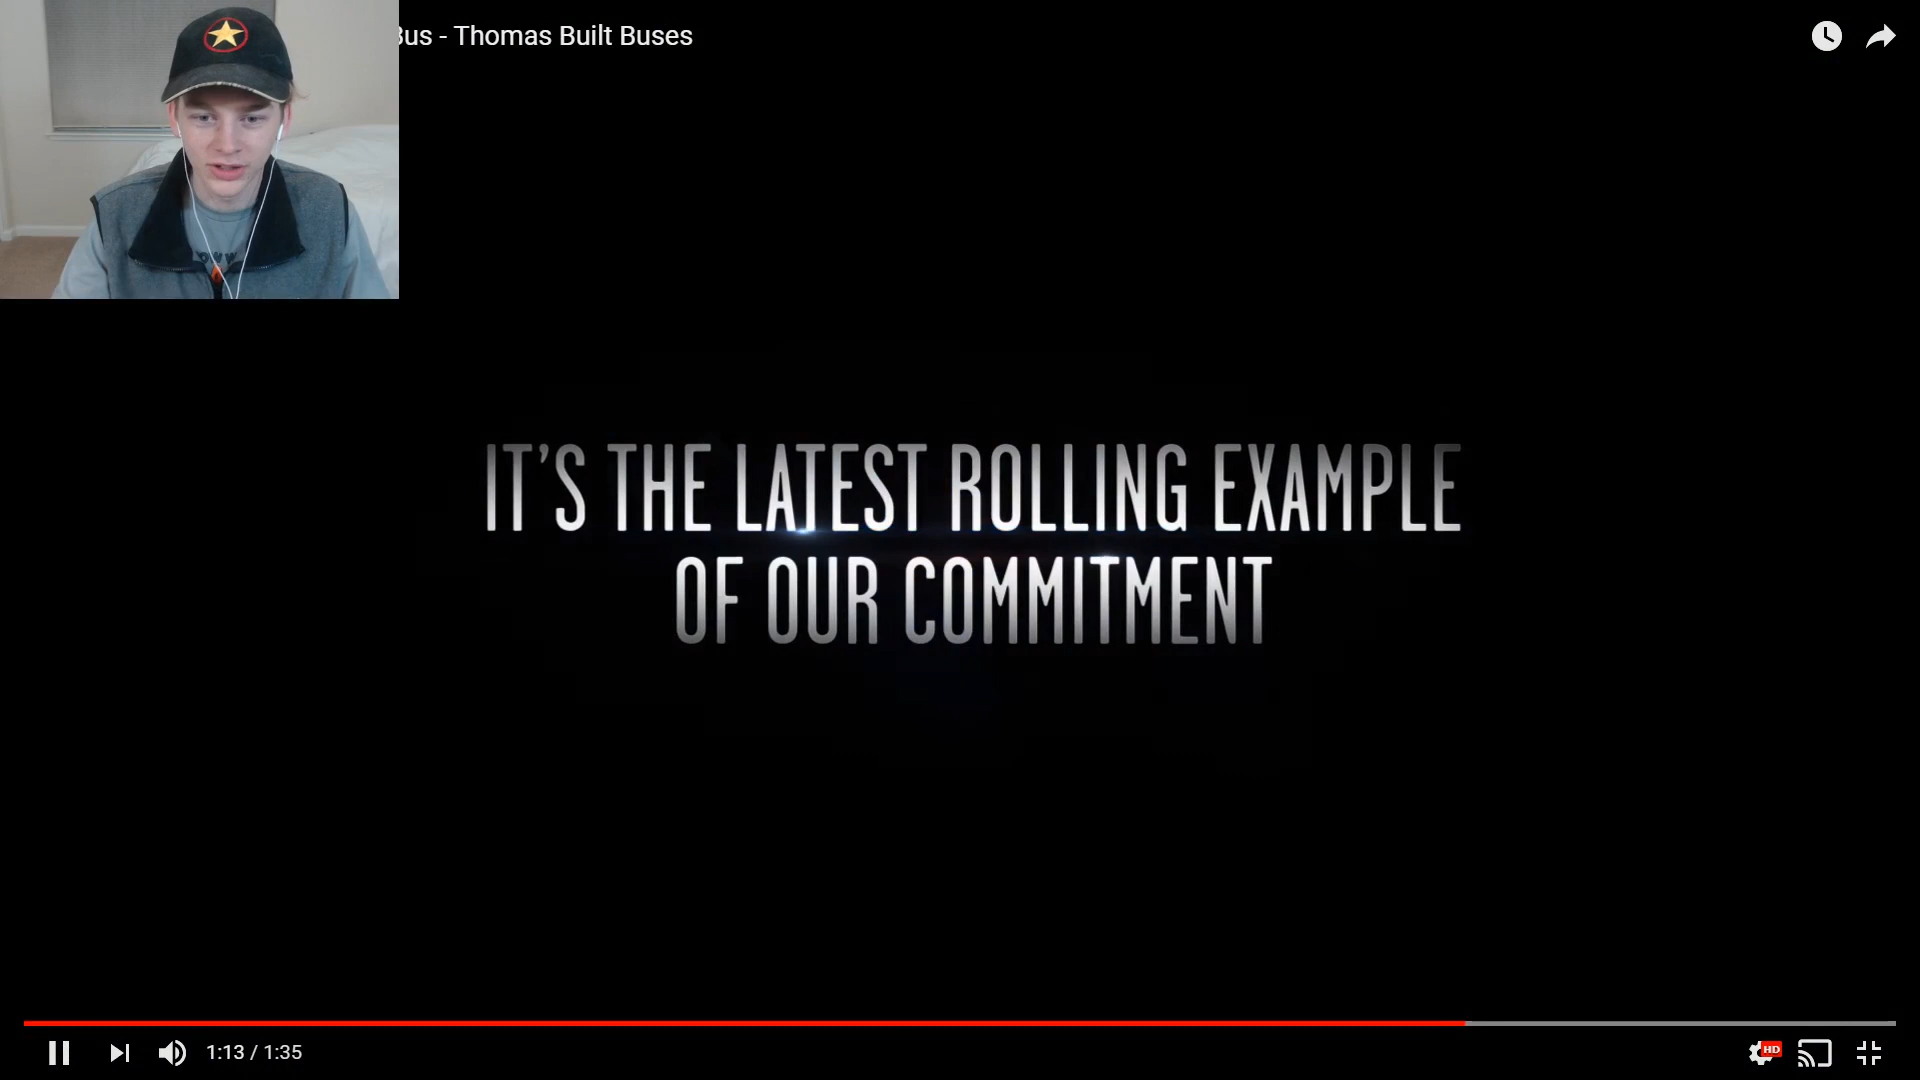 Bus - Thomas Built Buses
IT'S THE LATEST ROLLING EXAMPLE
OF OUR COMMITMENT
1:13 / 1:35
HD